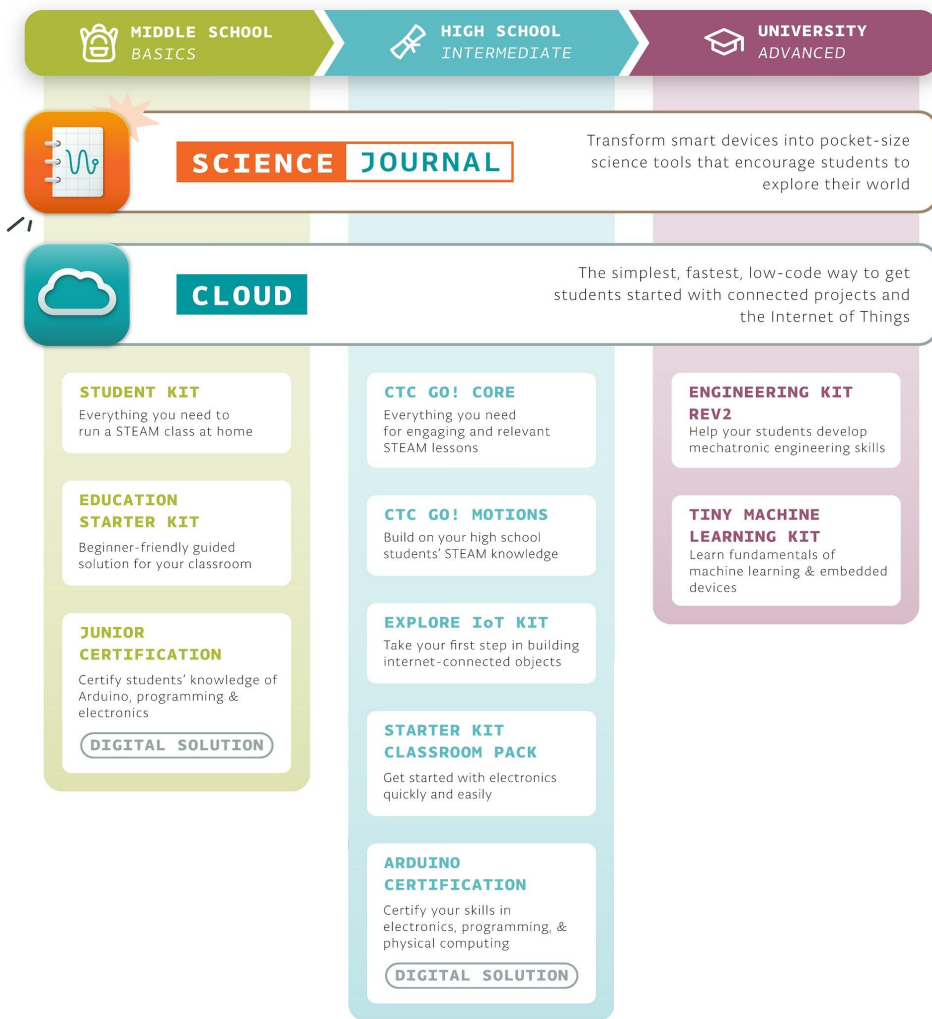 MIDDLE SCHOOL
BASICS
HIGH SCHOOL
INTERMEDIATE
UNIVERSITY
ADVANCED
SCIENCE JOURNAL
Transform smart devices into pocket-size
science tools that encourage students to
explore their world
CLOUD
The simplest, fastest, low-code way to get
students started with connected projects and
the Internet of Things
STUDENT KIT
Everything you need to
run a STEAM class at home
EDUCATION
STARTER KIT
Beginner-friendly guided
solution for your classroom
JUNIOR
CERTIFICATION
Certify students' knowledge of
Arduino, programming &
electronics
DIGITAL SOLUTION
CTC GO! CORE
Everything you need
for engaging and relevant
STEAM lessons
CTC GO! MOTIONS
Build on your high school
students' STEAM knowledge
EXPLORE IoT KIT
Take your first step in building
internet-connected objects
STARTER KIT
CLASSROOM PACK
Get started with electronics
quickly and easily
ARDUINO
CERTIFICATION
Certify your skills in
electronics, programming, &
physical computing
DIGITAL SOLUTION
ENGINEERING KIT
REV2
Help your students develop
mechatronic engineering skills
TINY MACHINE
LEARNING KIT
Learn fundamentals of
machine learning & embedded
devices